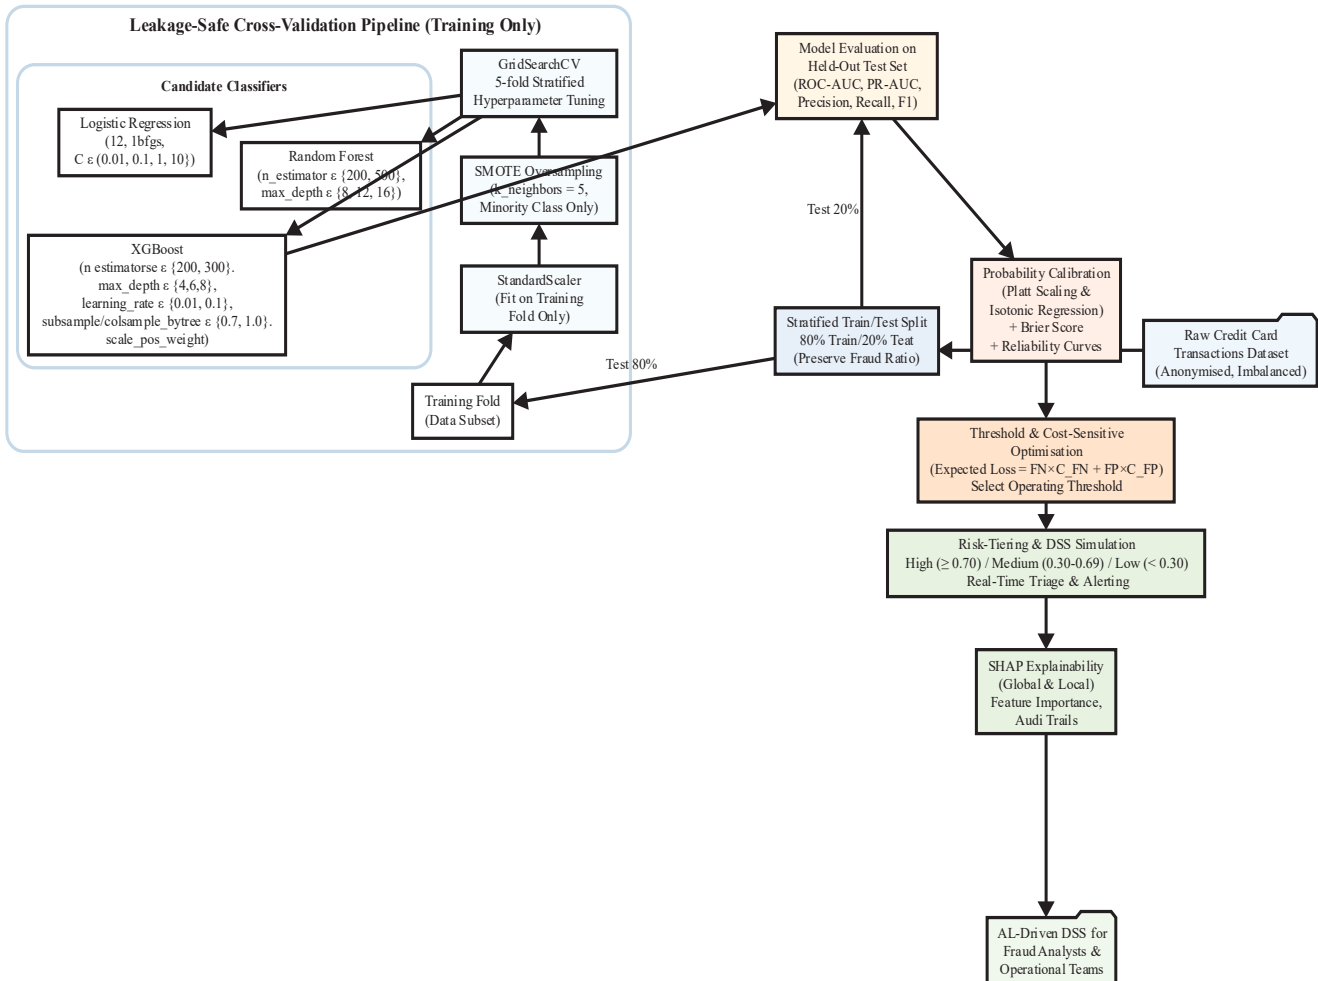 Leakage-Safe Cross-Validation Pipeline (Training Only)
Candidate Classifiers
Logistic Regression
(12, 1bfgs,
C ε (0.01, 0.1, 1, 10})
Random Forest
(n_estimator ε {200, 500},
max_depth ε {8, 12, 16})
XGBoost
(n estimatorse ε {200, 300}.
max_depth ε {4,6,8},
learning_rate ε {0.01, 0.1},
subsample/colsample_bytree ε {0.7, 1.0}.
scale_pos_weight)
GridSearchCV
5-fold Stratified
Hyperparameter Tuning
SMOTE Oversampling
(k_neighbors = 5,
Minority Class Only)
StandardScaler
(Fit on Training
Fold Only)
Training Fold
(Data Subset)
Test 80%
Model Evaluation on
Held-Out Test Set
(ROC-AUC, PR-AUC,
Precision, Recall, F1)
Test 20%
Stratified Train/Test Split
80% Train/20% Teat
(Preserve Fraud Ratio)
Probability Calibration
(Platt Scaling &
Isotonic Regression)
+ Brier Score
+ Reliability Curves
Raw Credit Card
Transactions Dataset
(Anonymised, Imbalanced)
Threshold & Cost-Sensitive
Optimisation
(Expected Loss = FN×C_FN + FP×C_FP)
Select Operating Threshold
Risk-Tiering & DSS Simulation
High (≥ 0.70) / Medium (0.30-0.69) / Low (< 0.30)
Real-Time Triage & Alerting
SHAP Explainability
(Global & Local)
Feature Importance,
Audi Trails
AL-Driven DSS for
Fraud Analysts &
Operational Teams